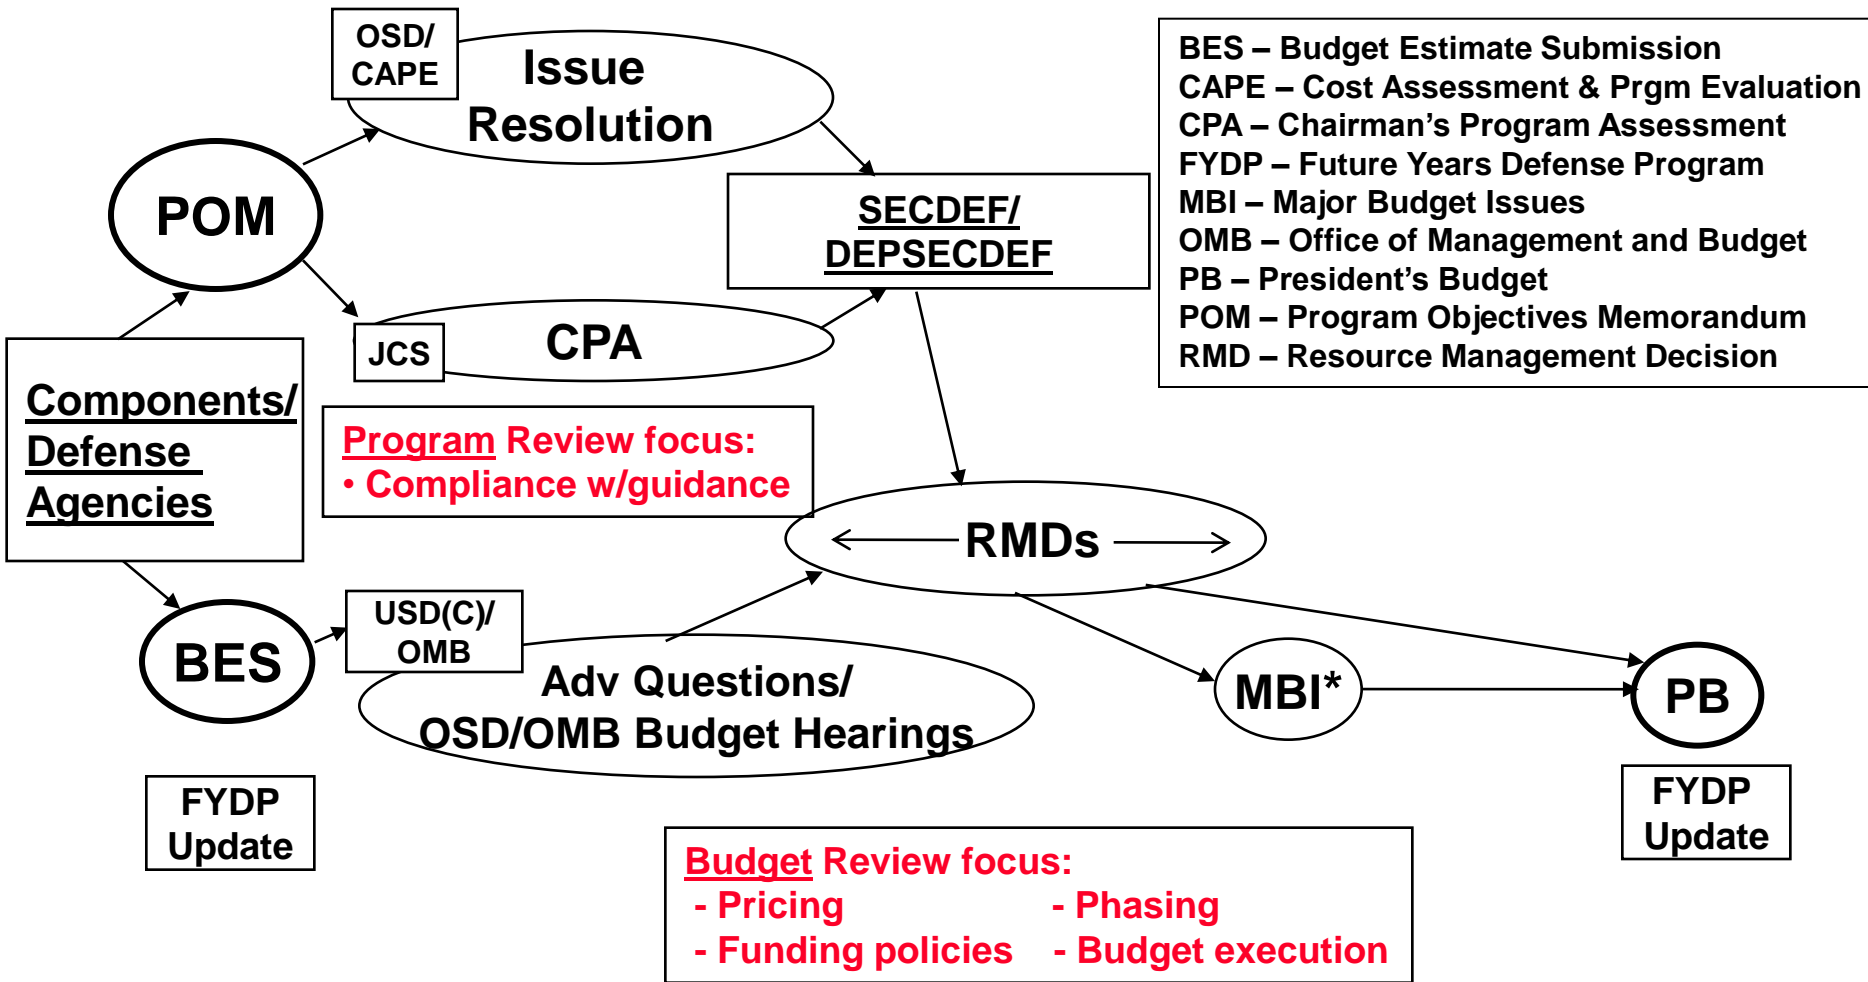 OSD/
CAPE
Issue
Resolution
POM
SECDEF/
DEPSECDEF
JCS
CPA
BES – Budget Estimate Submission
CAPE – Cost Assessment & Prgm Evaluation
CPA – Chairman’s Program Assessment
FYDP – Future Years Defense Program
MBI – Major Budget Issues
OMB – Office of Management and Budget
PB – President’s Budget
POM – Program Objectives Memorandum
RMD – Resource Management Decision
Components/
Defense
Agencies
Program Review focus:
• Compliance w/guidance
RMDs
BES
USD(C)/
OMB
Adv Questions/
OSD/OMB Budget Hearings
MBI*
PB
FYDP
Update
FYDP
Update
Budget Review focus:
- Pricing - Phasing
- Funding policies - Budget execution